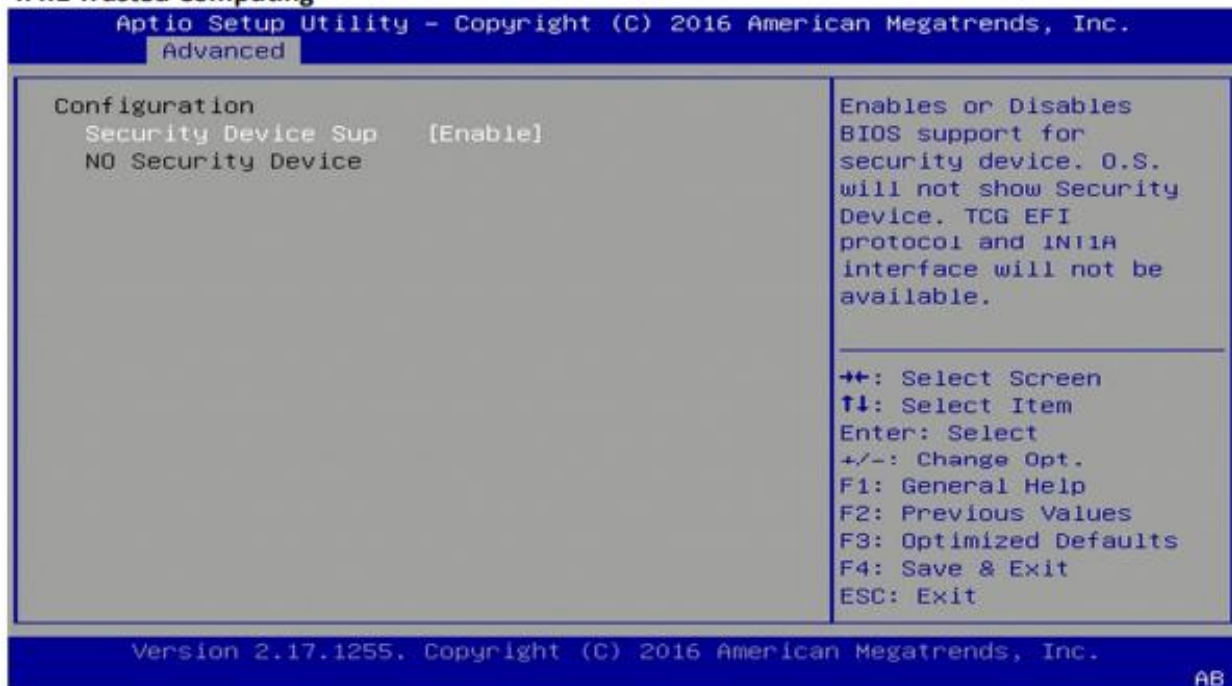 Trusted Computing
Aptio Setup Utility – Copyright (C) 2016 American Megatrends, Inc.
Advanced
Configuration
Security Device Sup [Enable]
NO Security Device
Enables or Disables
BIOS support for
security device. O.S.
will not show Security
Device. TCG EFI
protocol and INT1A
interface will not be
available.
→←: Select Screen
↑↓: Select Item
Enter: Select
+/-: Change Opt.
F1: General Help
F2: Previous Values
F3: Optimized Defaults
F4: Save & Exit
ESC: Exit
Version 2.17.1255. Copyright (C) 2016 American Megatrends, Inc.
AB